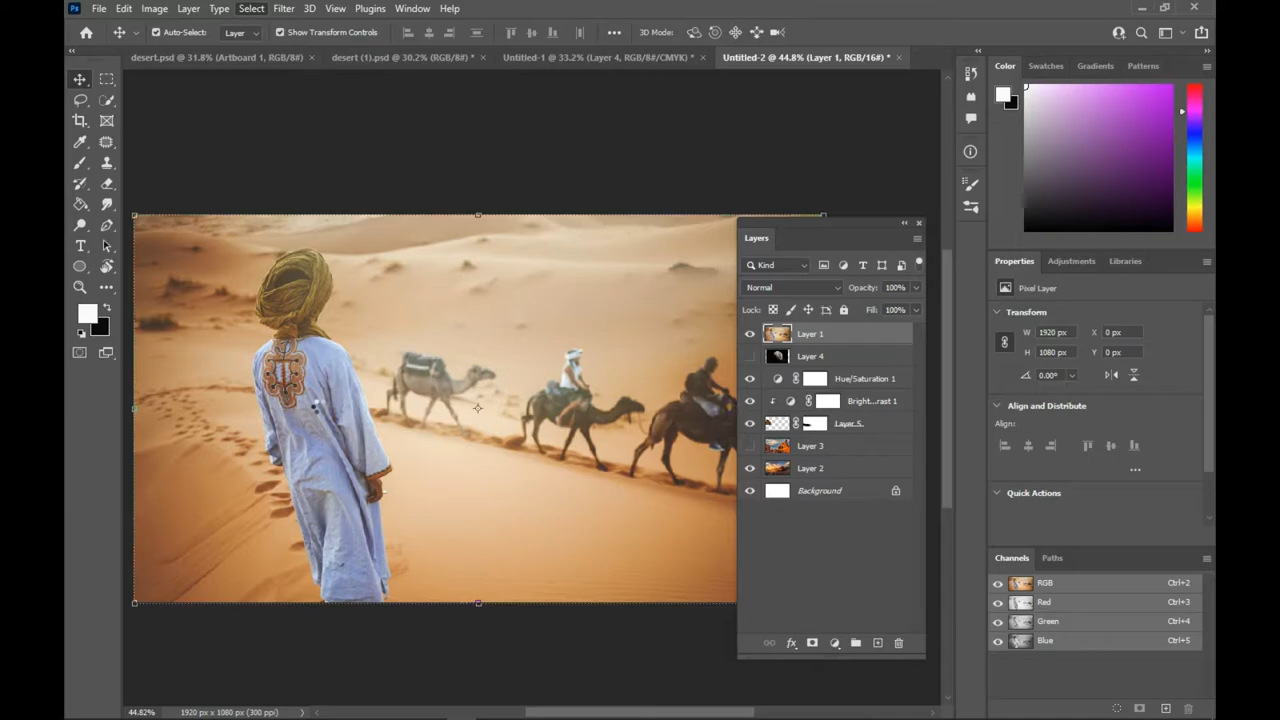 Ps File Edit Image Layer Type Select Filter 3D View Plugins Window Help
Auto-Select: Layer Show Transform Controls 3D Mode:
desert.psd @ 31.8% (Artboard 1, RGB/8#) × desert (1).psd @ 30.2% (RGB/8#) * × Untitled-1 @ 33.2% (Layer 4, RGB/8#/CMYK) * × Untitled-2 @ 44.8% (Layer 1, RGB/16#) * ×
Color Swatches Gradients Patterns
Layers
Kind
Normal Opacity: 100%
Lock: Fill: 100%
Layer 1
Layer 4
Hue/Saturation 1
Bright...rast 1
Layer 5
Layer 3
Layer 2
Background
fx
Properties Adjustments Libraries
Pixel Layer
Transform
W 1920 px X 0 px
H 1080 px Y 0 px
0.00°
Align and Distribute
Align:
Quick Actions
Channels Paths
RGB Ctrl+2
Red Ctrl+3
Green Ctrl+4
Blue Ctrl+5
44.82% 1920 px x 1080 px (300 ppi)